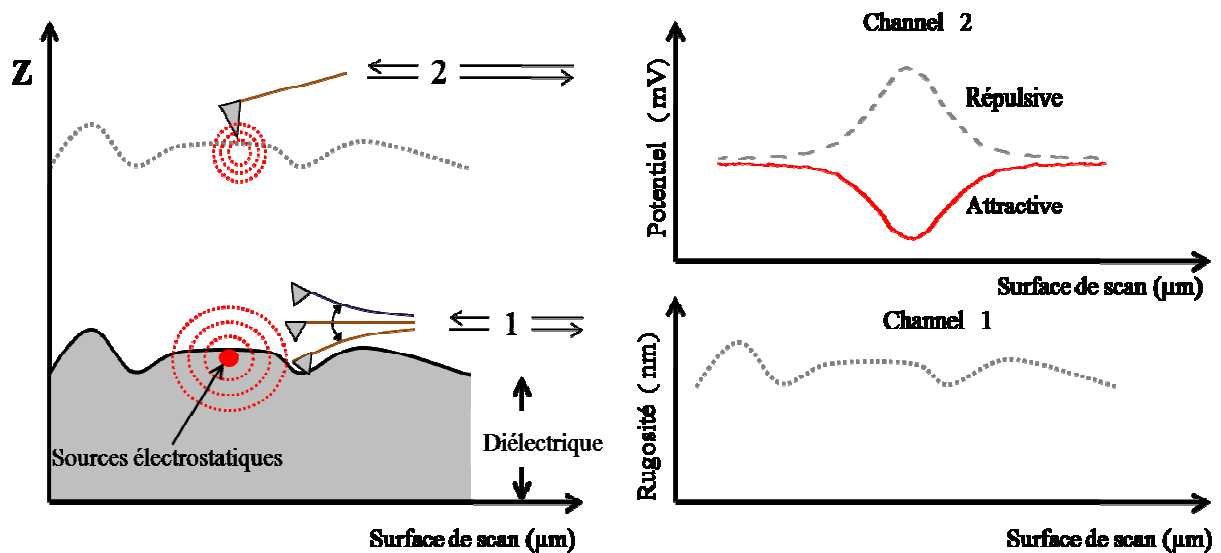 Z
2
1
Sources électrostatiques
Diélectrique
Surface de scan (μm)
Channel 2
Potentiel (mV)
Répulsive
Attractive
Surface de scan (μm)
Channel 1
Rugosité (nm)
Surface de scan (μm)